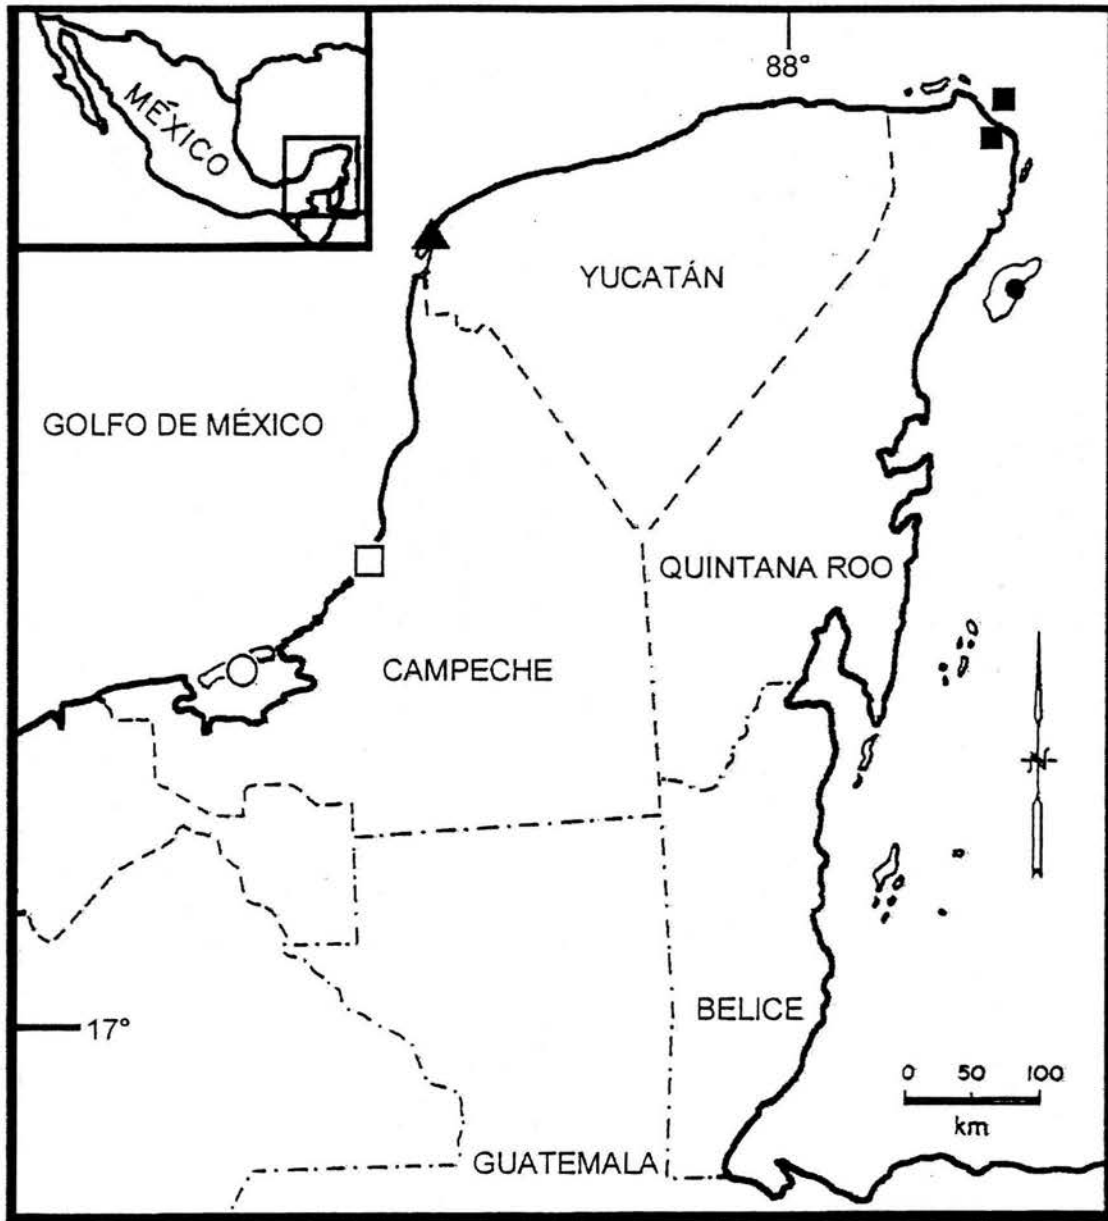 MÉXICO
88°
YUCATÁN
GOLFO DE MÉXICO
QUINTANA ROO
CAMPECHE
N
17°
BELICE
0 50 100
km
GUATEMALA